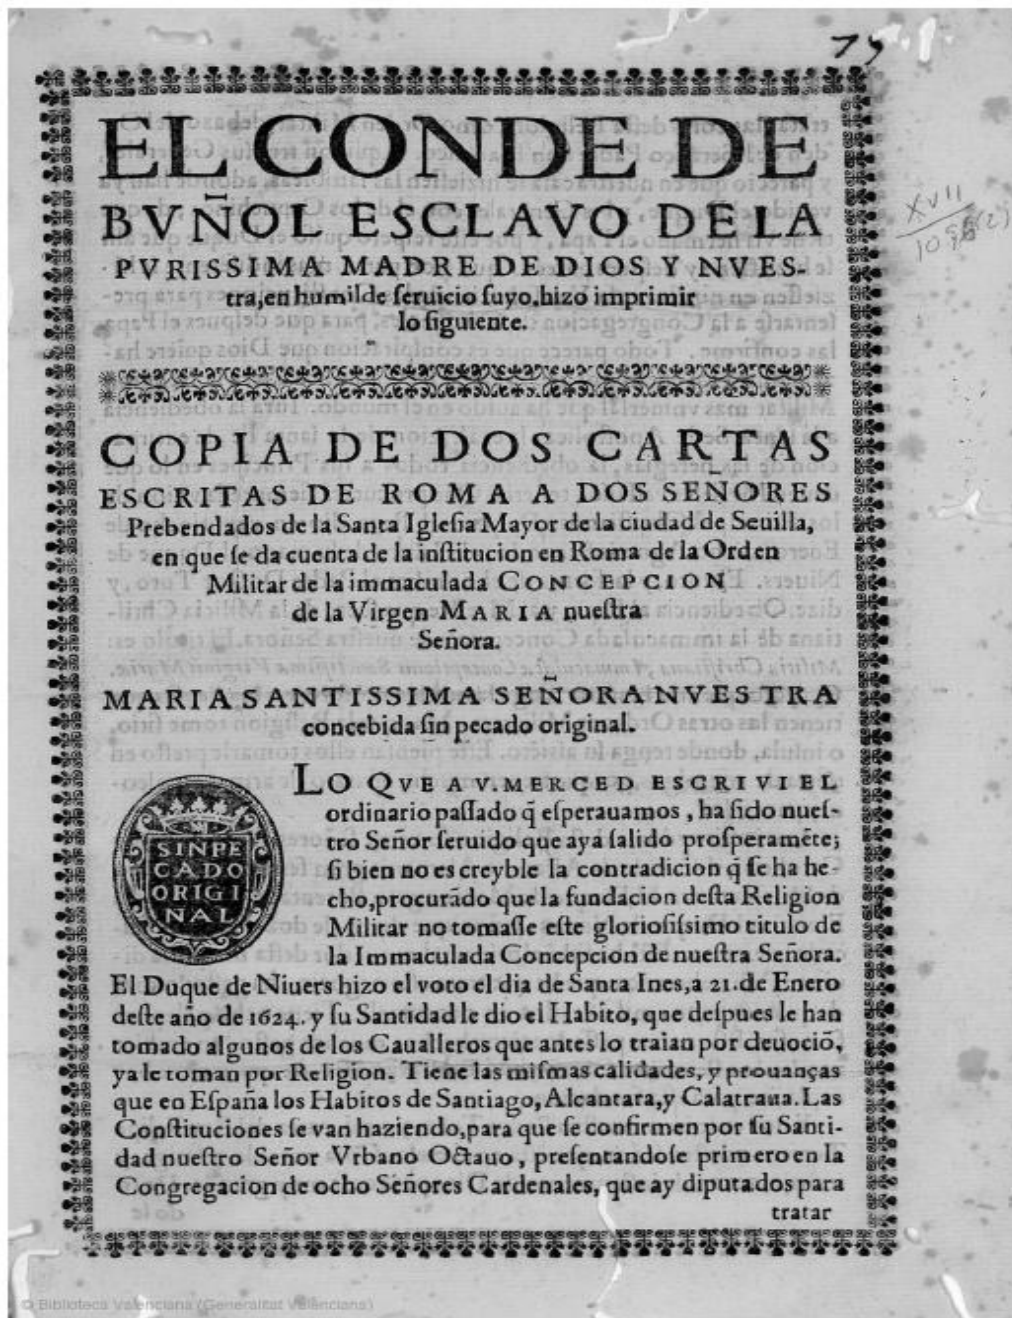 79
EL CONDE DE
BVÑOL ESCLAVO DE LA
PVRISSIMA MADRE DE DIOS Y NVES-
tra, en humilde ſeruicio ſuyo, hizo imprimir
lo ſiguiente.
XVII
1056(2)
COPIA DE DOS CARTAS
ESCRITAS DE ROMA A DOS SEÑORES
Prebendados de la Santa Igleſia Mayor de la ciudad de Seuilla,
en que ſe da cuenta de la inſtitucion en Roma de la Orden
Militar de la immaculada CONCEPCION
de la Virgen MARIA nueſtra
Señora.
MARIA SANTISSIMA SEÑORA NVESTRA
concebida ſin pecado original.
SIN PE
CADO
ORIGI
NAL
LO QVE A V. MERCED ESCRIVI EL
ordinario paſſado q̃ eſperauamos, ha ſido nueſ-
tro Señor ſeruido que aya ſalido proſperamẽte;
ſi bien no es creyble la contradicion q̃ ſe ha he-
cho, procurãdo que la fundacion deſta Religion
Militar no tomaſſe eſte glorioſiſsimo titulo de
la Immaculada Concepcion de nueſtra Señora.
El Duque de Niuers hizo el voto el dia de Santa Ines, a 21. de Enero
deſte año de 1624. y ſu Santidad le dio el Habito, que deſpues le han
tomado algunos de los Caualleros que antes lo traian por deuociõ,
ya le toman por Religion. Tiene las miſmas calidades, y prouanças
que en Eſpaña los Habitos de Santiago, Alcantara, y Calatraua. Las
Conſtituciones ſe van haziendo, para que ſe confirmen por ſu Santi-
dad nueſtro Señor Vrbano Octauo, preſentandoſe primero en la
Congregacion de ocho Señores Cardenales, que ay diputados para
tratar
© Biblioteca Valenciana (Generalitat Valenciana)